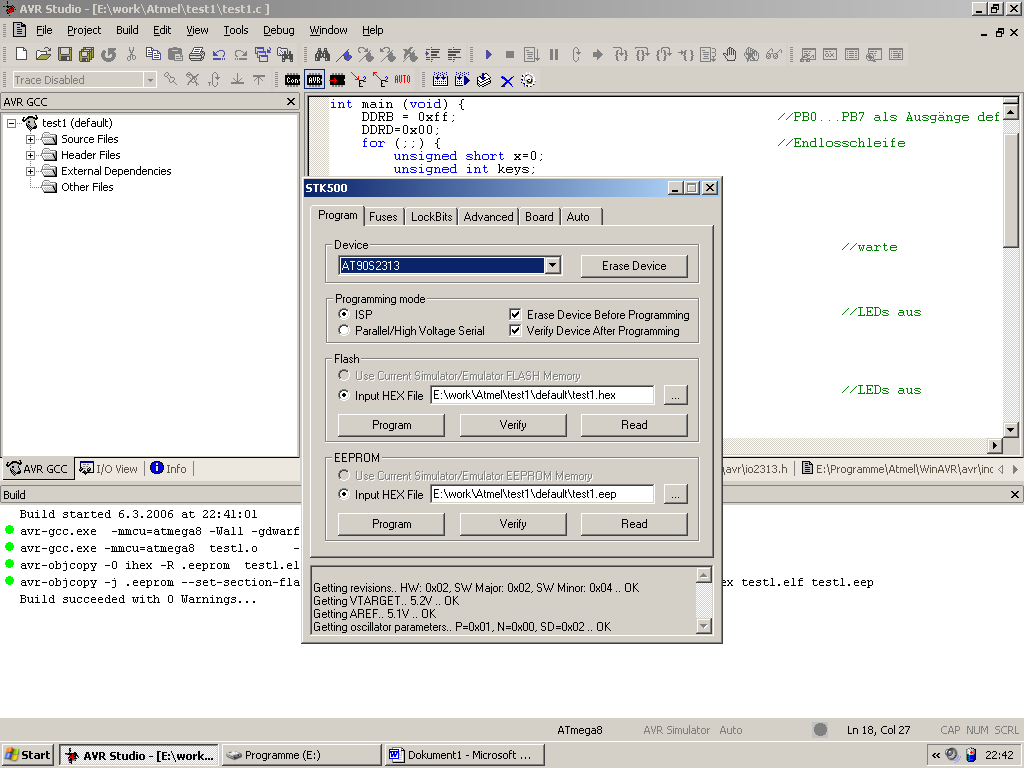 AVR Studio - [E:\work\Atmel\test1\test1.c ]
File Project Build Edit View Tools Debug Window Help
Trace Disabled
Con AVR AUTO
AVR GCC
test1 (default)
Source Files
Header Files
External Dependencies
Other Files
int main (void) {
DDRB = 0xff; //PB0...PB7 als Ausgänge def
DDRD=0x00;
for (;;) { //Endlosschleife
unsigned short x=0;
unsigned int keys;
//warte
//LEDs aus
//LEDs aus
STK500
Program Fuses LockBits Advanced Board Auto
Device
AT90S2313 Erase Device
Programming mode
ISP Erase Device Before Programming
Parallel/High Voltage Serial Verify Device After Programming
Flash
Use Current Simulator/Emulator FLASH Memory
Input HEX File E:\work\Atmel\test1\default\test1.hex ...
Program Verify Read
EEPROM
Use Current Simulator/Emulator EEPROM Memory
Input HEX File E:\work\Atmel\test1\default\test1.eep ...
Program Verify Read
Getting revisions.. HW: 0x02, SW Major: 0x02, SW Minor: 0x04 .. OK
Getting VTARGET.. 5.2V .. OK
Getting AREF.. 5.1V .. OK
Getting oscillator parameters.. P=0x01, N=0x00, SD=0x02 .. OK
AVR GCC I/O View Info
\avr\io2313.h E:\Programme\Atmel\WinAVR\avr\inc
Build
Build started 6.3.2006 at 22:41:01
avr-gcc.exe -mmcu=atmega8 -Wall -gdwarf
avr-gcc.exe -mmcu=atmega8 test1.o -
avr-objcopy -O ihex -R .eeprom test1.el
avr-objcopy -j .eeprom --set-section-fla ex test1.elf test1.eep
Build succeeded with 0 Warnings...
ATmega8 AVR Simulator Auto Ln 18, Col 27 CAP NUM SCRL
Start AVR Studio - [E:\work... Programme (E:) Dokument1 - Microsoft ... « 22:42